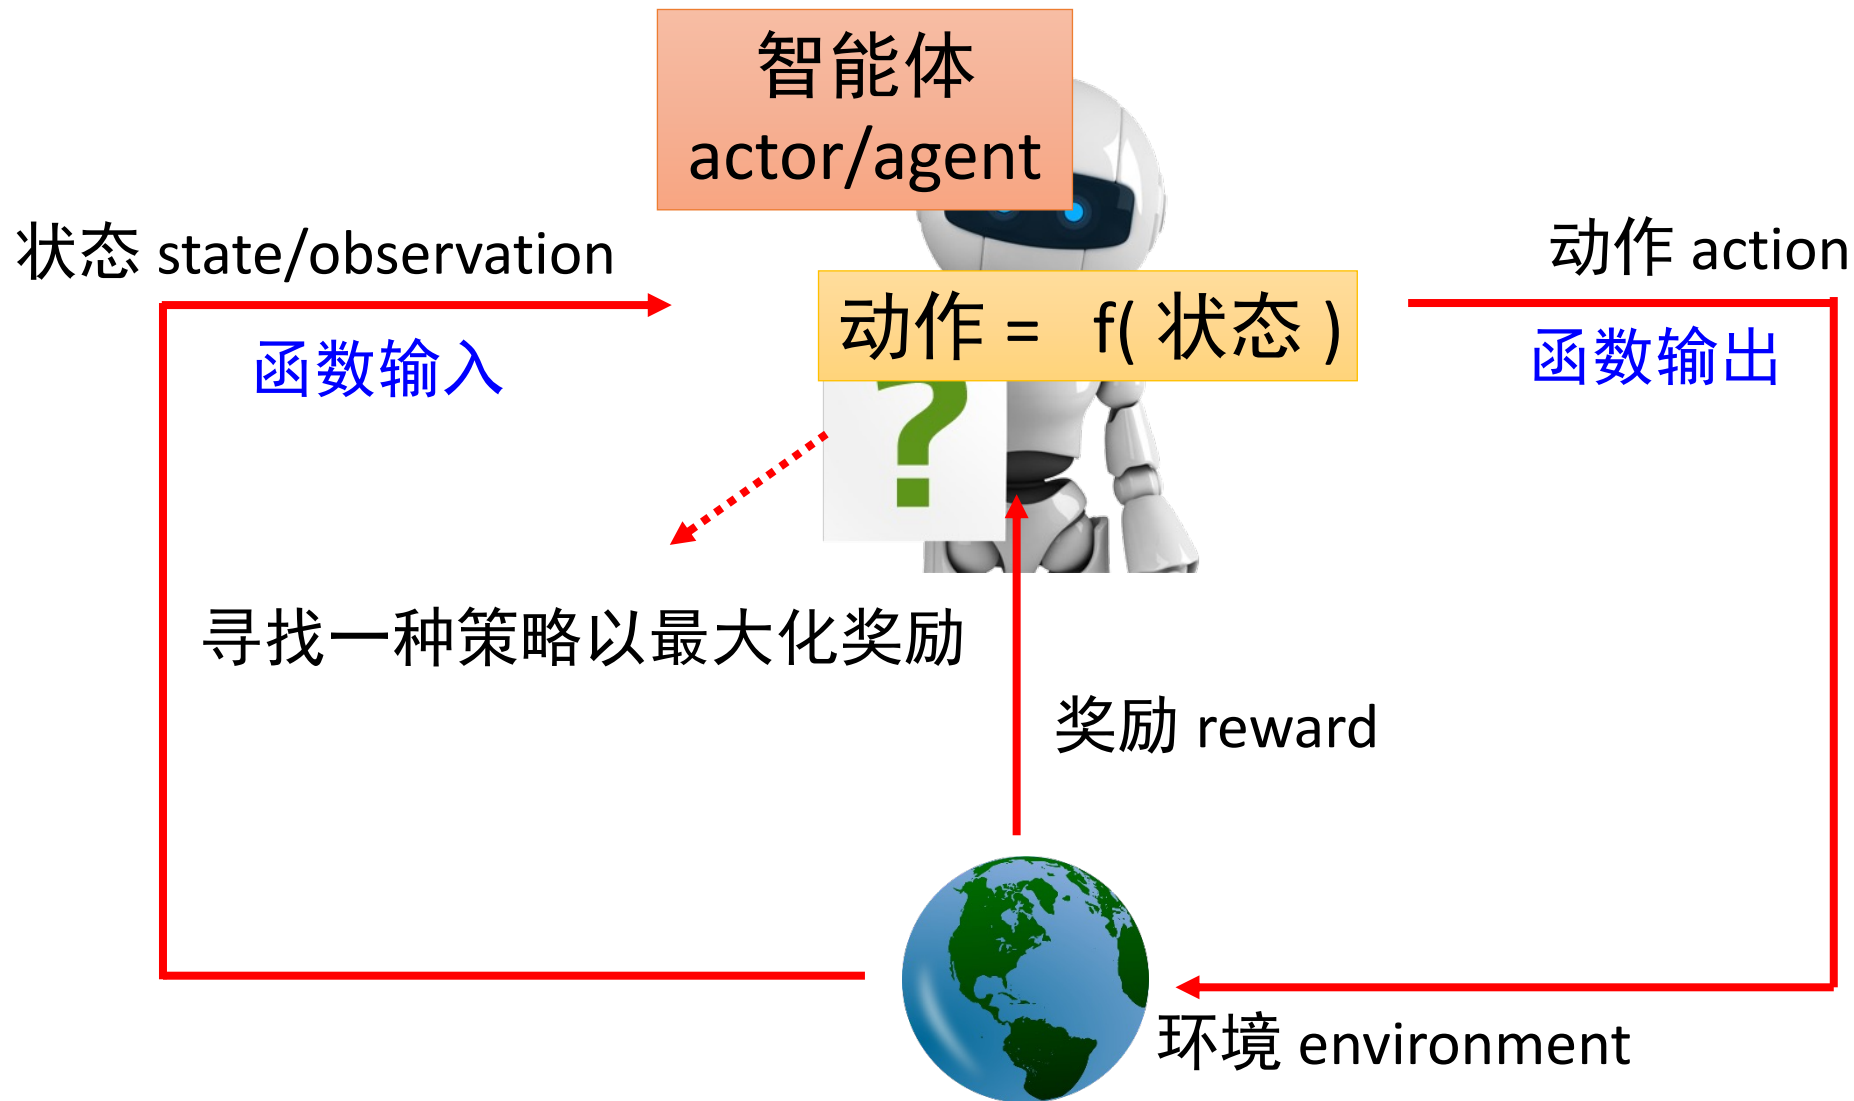 智能体
actor/agent
状态 state/observation
动作 action
动作 = f( 状态 )
函数输入
函数输出
?
寻找一种策略以最大化奖励
奖励 reward
环境 environment